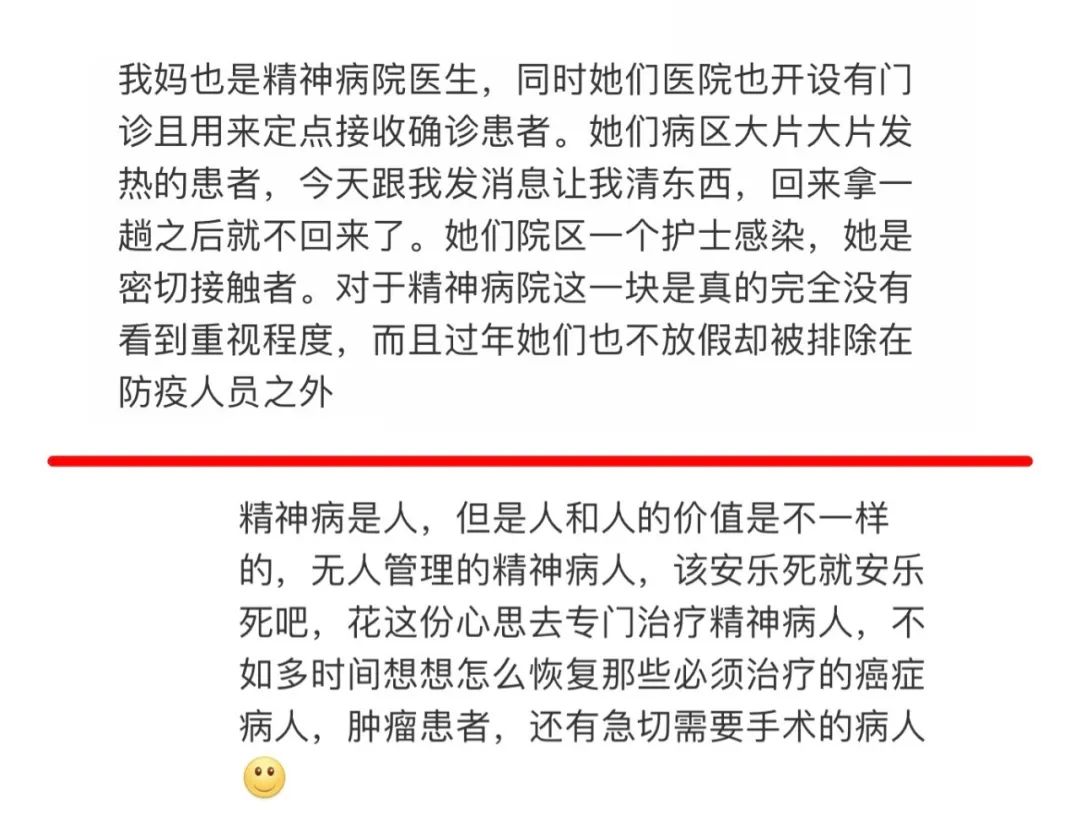 我妈也是精神病院医生，同时她们医院也开设有门
诊且用来定点接收确诊患者。她们病区大片大片发
热的患者，今天跟我发消息让我清东西，回来拿一
趟之后就不回来了。她们院区一个护士感染，她是
密切接触者。对于精神病院这一块是真的完全没有
看到重视程度，而且过年她们也不放假却被排除在
防疫人员之外
精神病是人，但是人和人的价值是不一样
的，无人管理的精神病人，该安乐死就安乐
死吧，花这份心思去专门治疗精神病人，不
如多时间想想怎么恢复那些必须治疗的癌症
病人，肿瘤患者，还有急切需要手术的病人